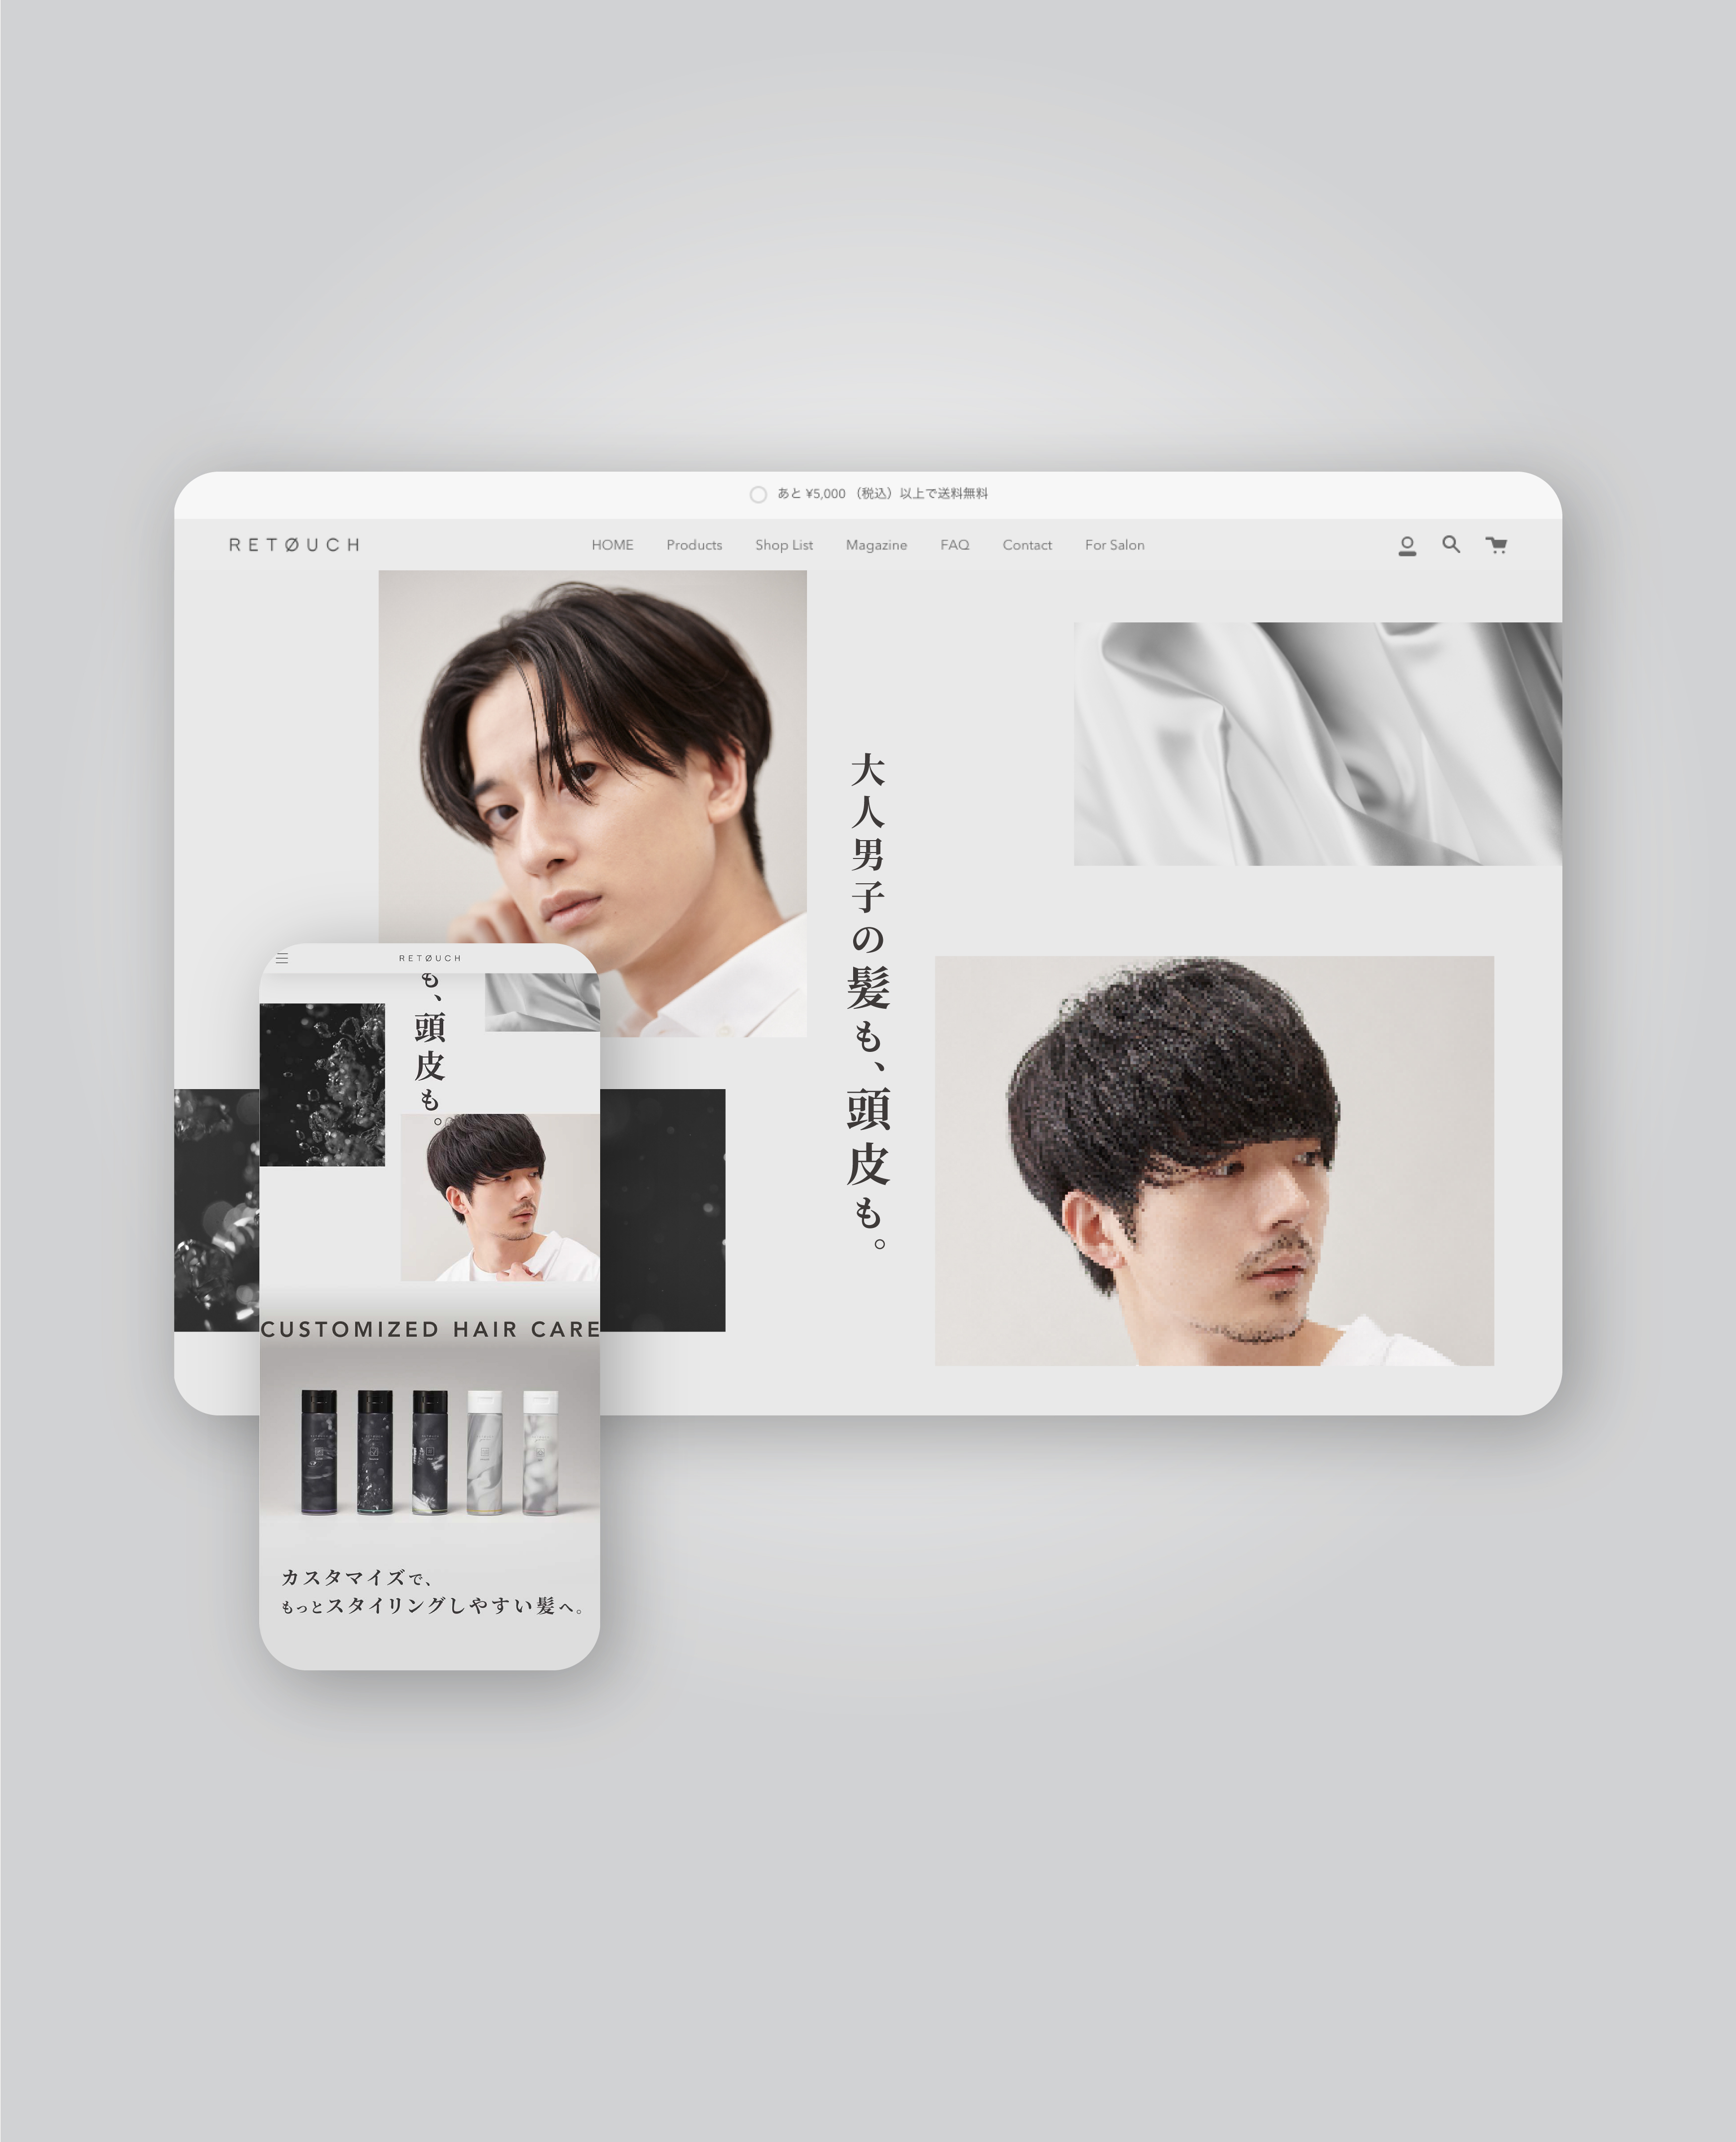 あと ¥5,000 （税込）以上で送料無料
RETØUCH
HOME Products Shop List Magazine FAQ Contact For Salon
大人男子の髪も、頭皮も。
RETØUCH
も、頭皮も。
CUSTOMIZED HAIR CARE
カスタマイズで、
もっとスタイリングしやすい髪へ。